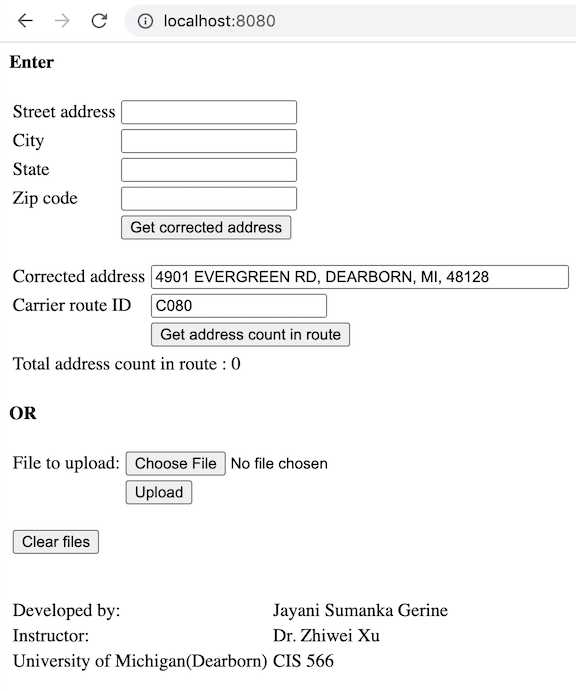 localhost:8080
Enter
Street address
City
State
Zip code
Get corrected address
Corrected address 4901 EVERGREEN RD, DEARBORN, MI, 48128
Carrier route ID C080
Get address count in route
Total address count in route : 0
OR
File to upload: Choose File No file chosen
Upload
Clear files
Developed by: Jayani Sumanka Gerine
Instructor: Dr. Zhiwei Xu
University of Michigan(Dearborn) CIS 566